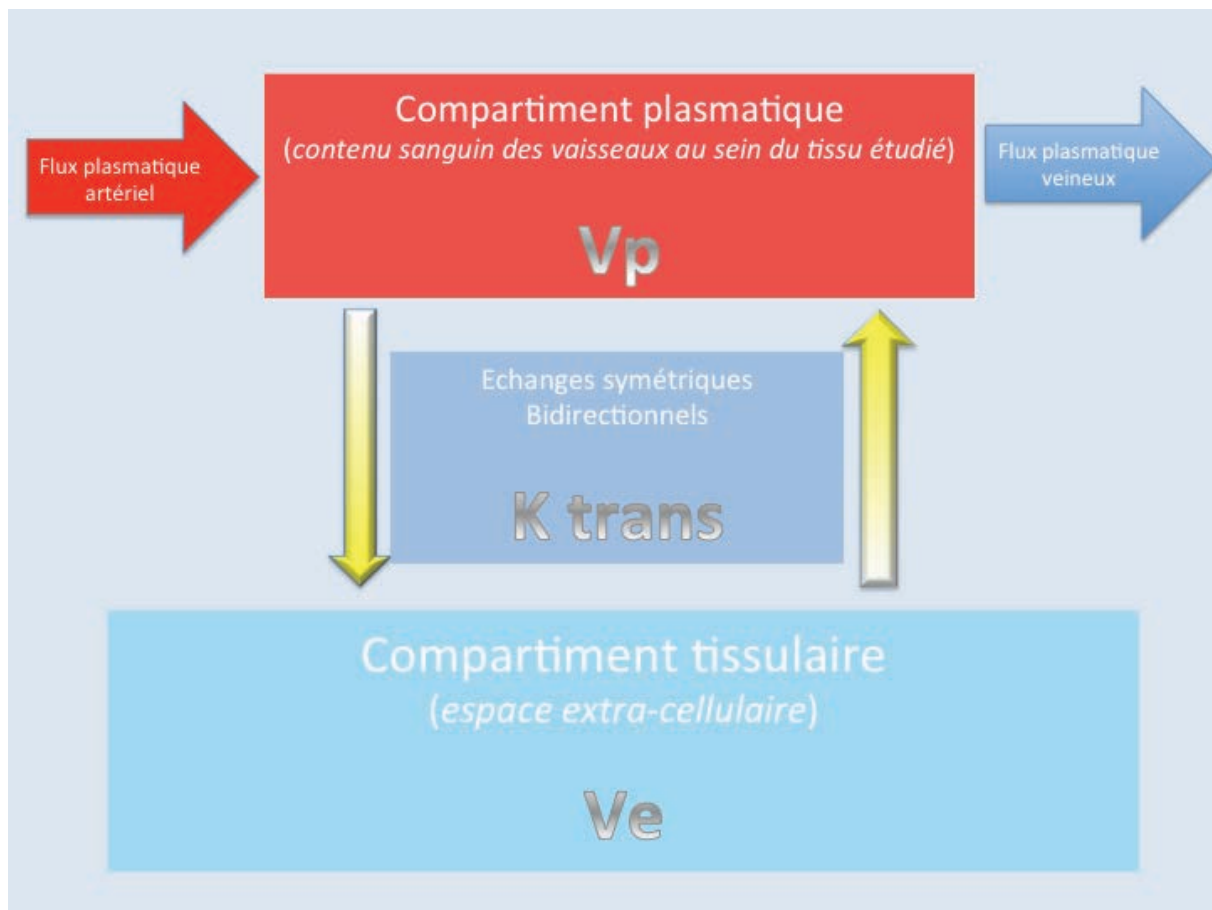 Compartiment plasmatique
(contenu sanguin des vaisseaux au sein du tissu étudié)
Vp
Flux plasmatique
artériel
Flux plasmatique
veineux
Echanges symétriques
Bidirectionnels
K trans
Compartiment tissulaire
(espace extra-cellulaire)
Ve